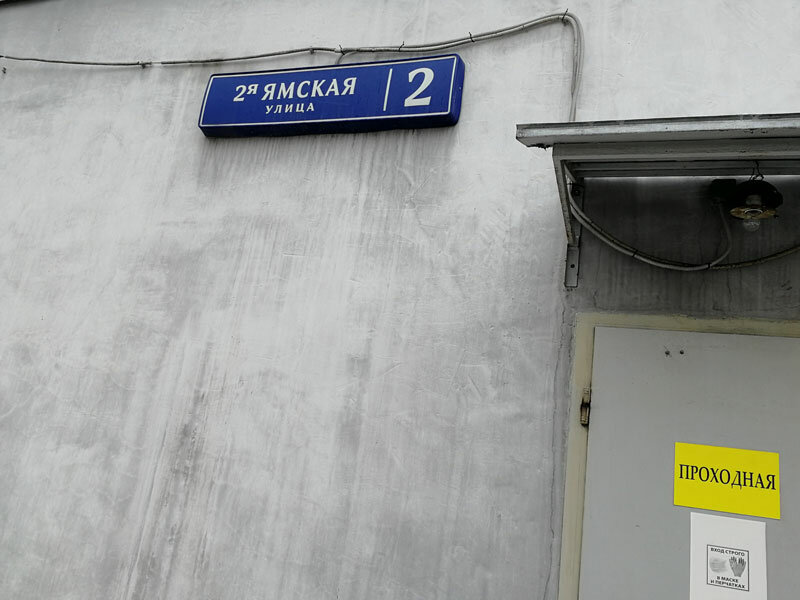 2я ЯМСКАЯ
УЛИЦА
2
ПРОХОДНАЯ
ВХОД СТРОГО
В МАСКЕ
И ПЕРЧАТКАХ